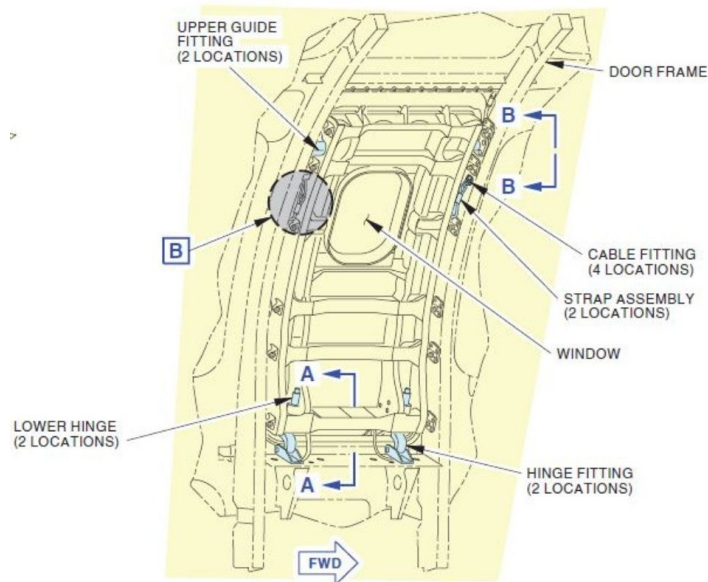 UPPER GUIDE
FITTING
(2 LOCATIONS)
DOOR FRAME
B
B
B
CABLE FITTING
(4 LOCATIONS)
STRAP ASSEMBLY
(2 LOCATIONS)
WINDOW
A
LOWER HINGE
(2 LOCATIONS)
HINGE FITTING
(2 LOCATIONS)
A
FWD